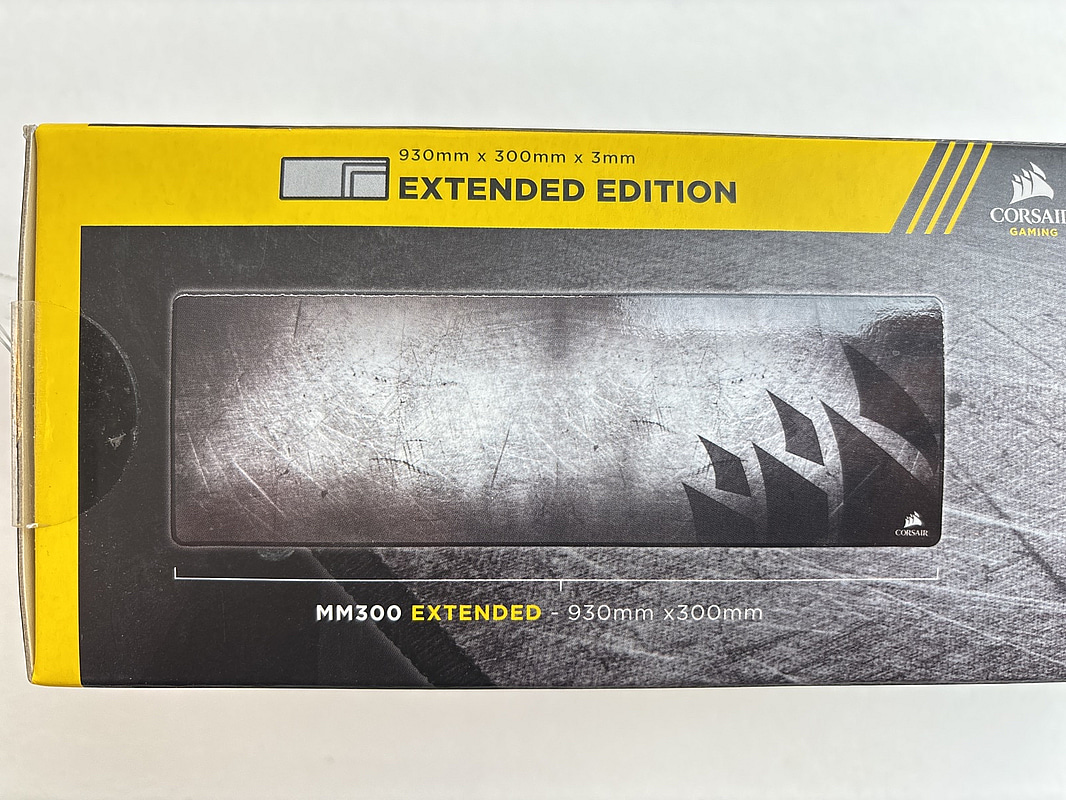 930mm x 300mm x 3mm
EXTENDED EDITION
CORSAIR
GAMING
CORSAIR
MM300 EXTENDED - 930mm x300mm